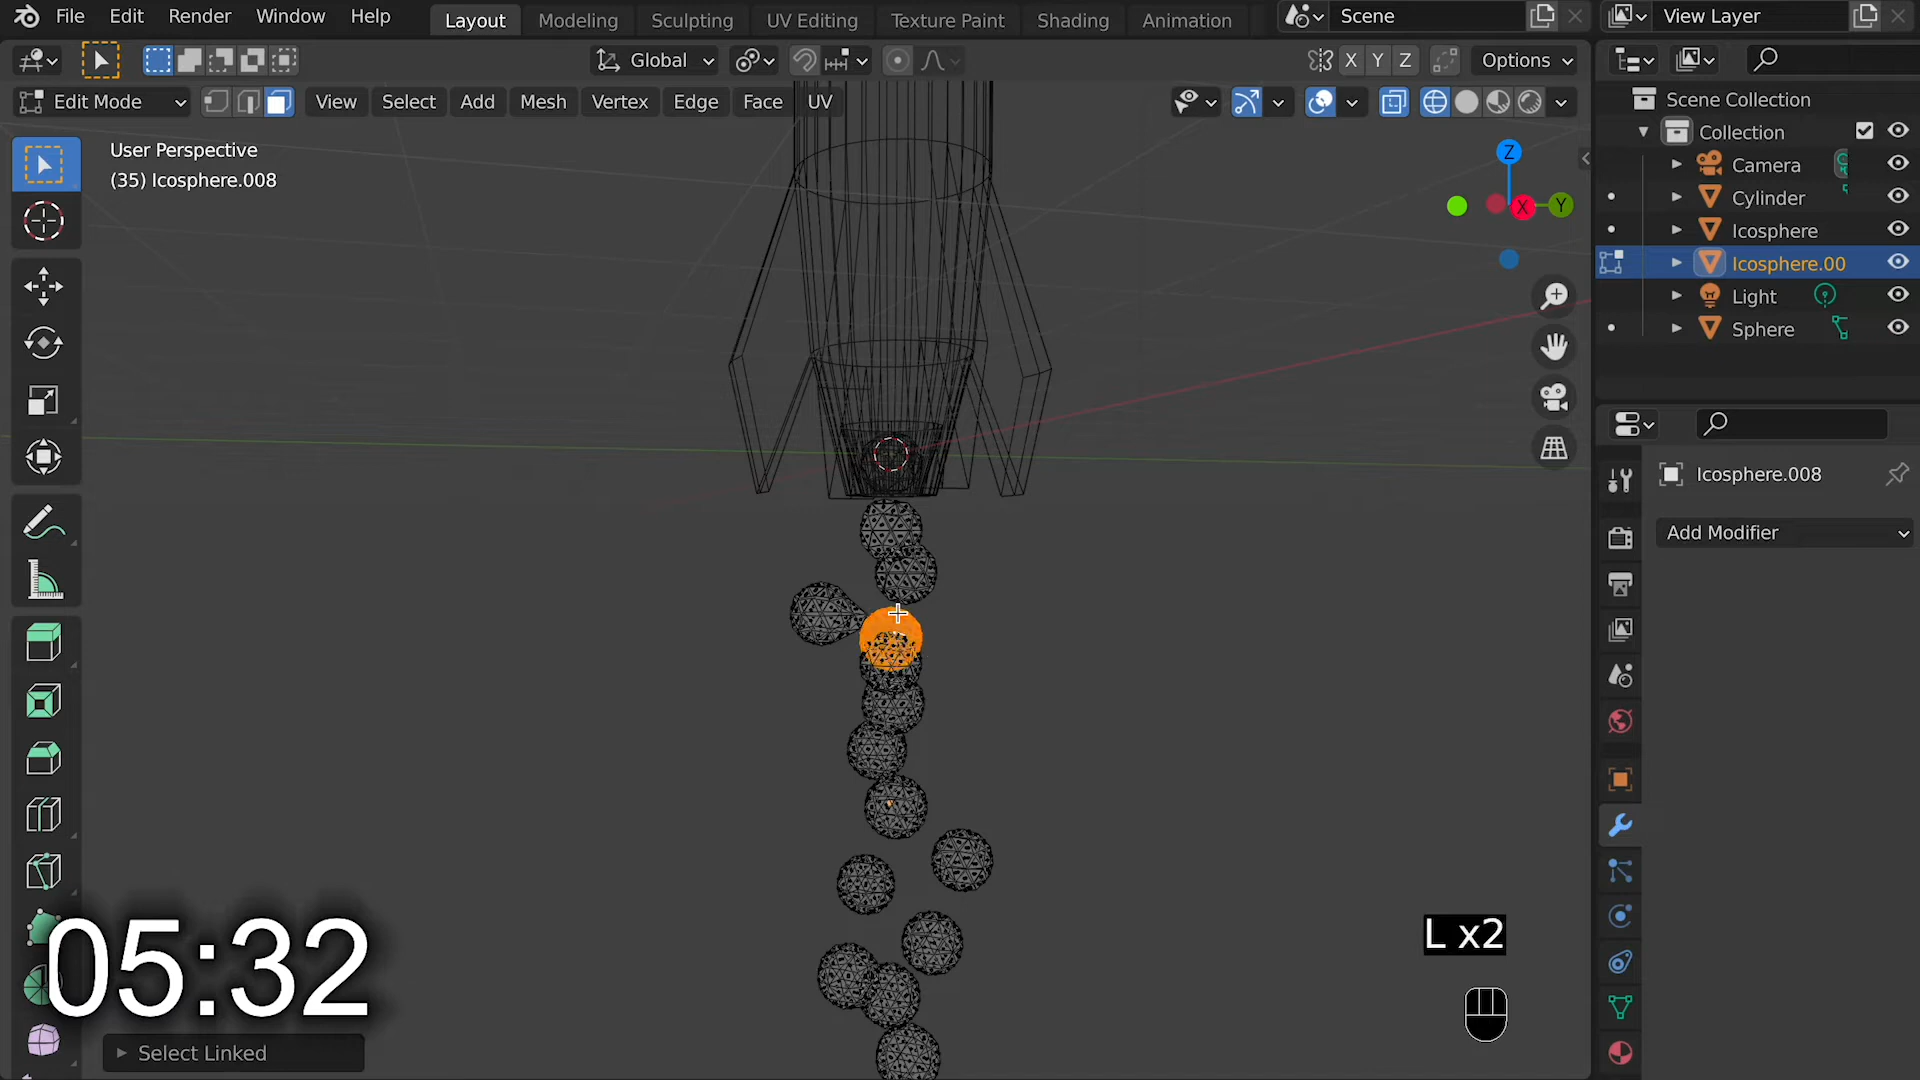 File Edit Render Window Help Layout Modeling Sculpting UV Editing Texture Paint Shading Animation Scene View Layer
Global X Y Z Options
Edit Mode View Select Add Mesh Vertex Edge Face UV
User Perspective
(35) Icosphere.008
Z
X
Y
Scene Collection
Collection
Camera
Cylinder
Icosphere
Icosphere.00
Light
Sphere
Icosphere.008
Add Modifier
L x2
05:32
Select Linked